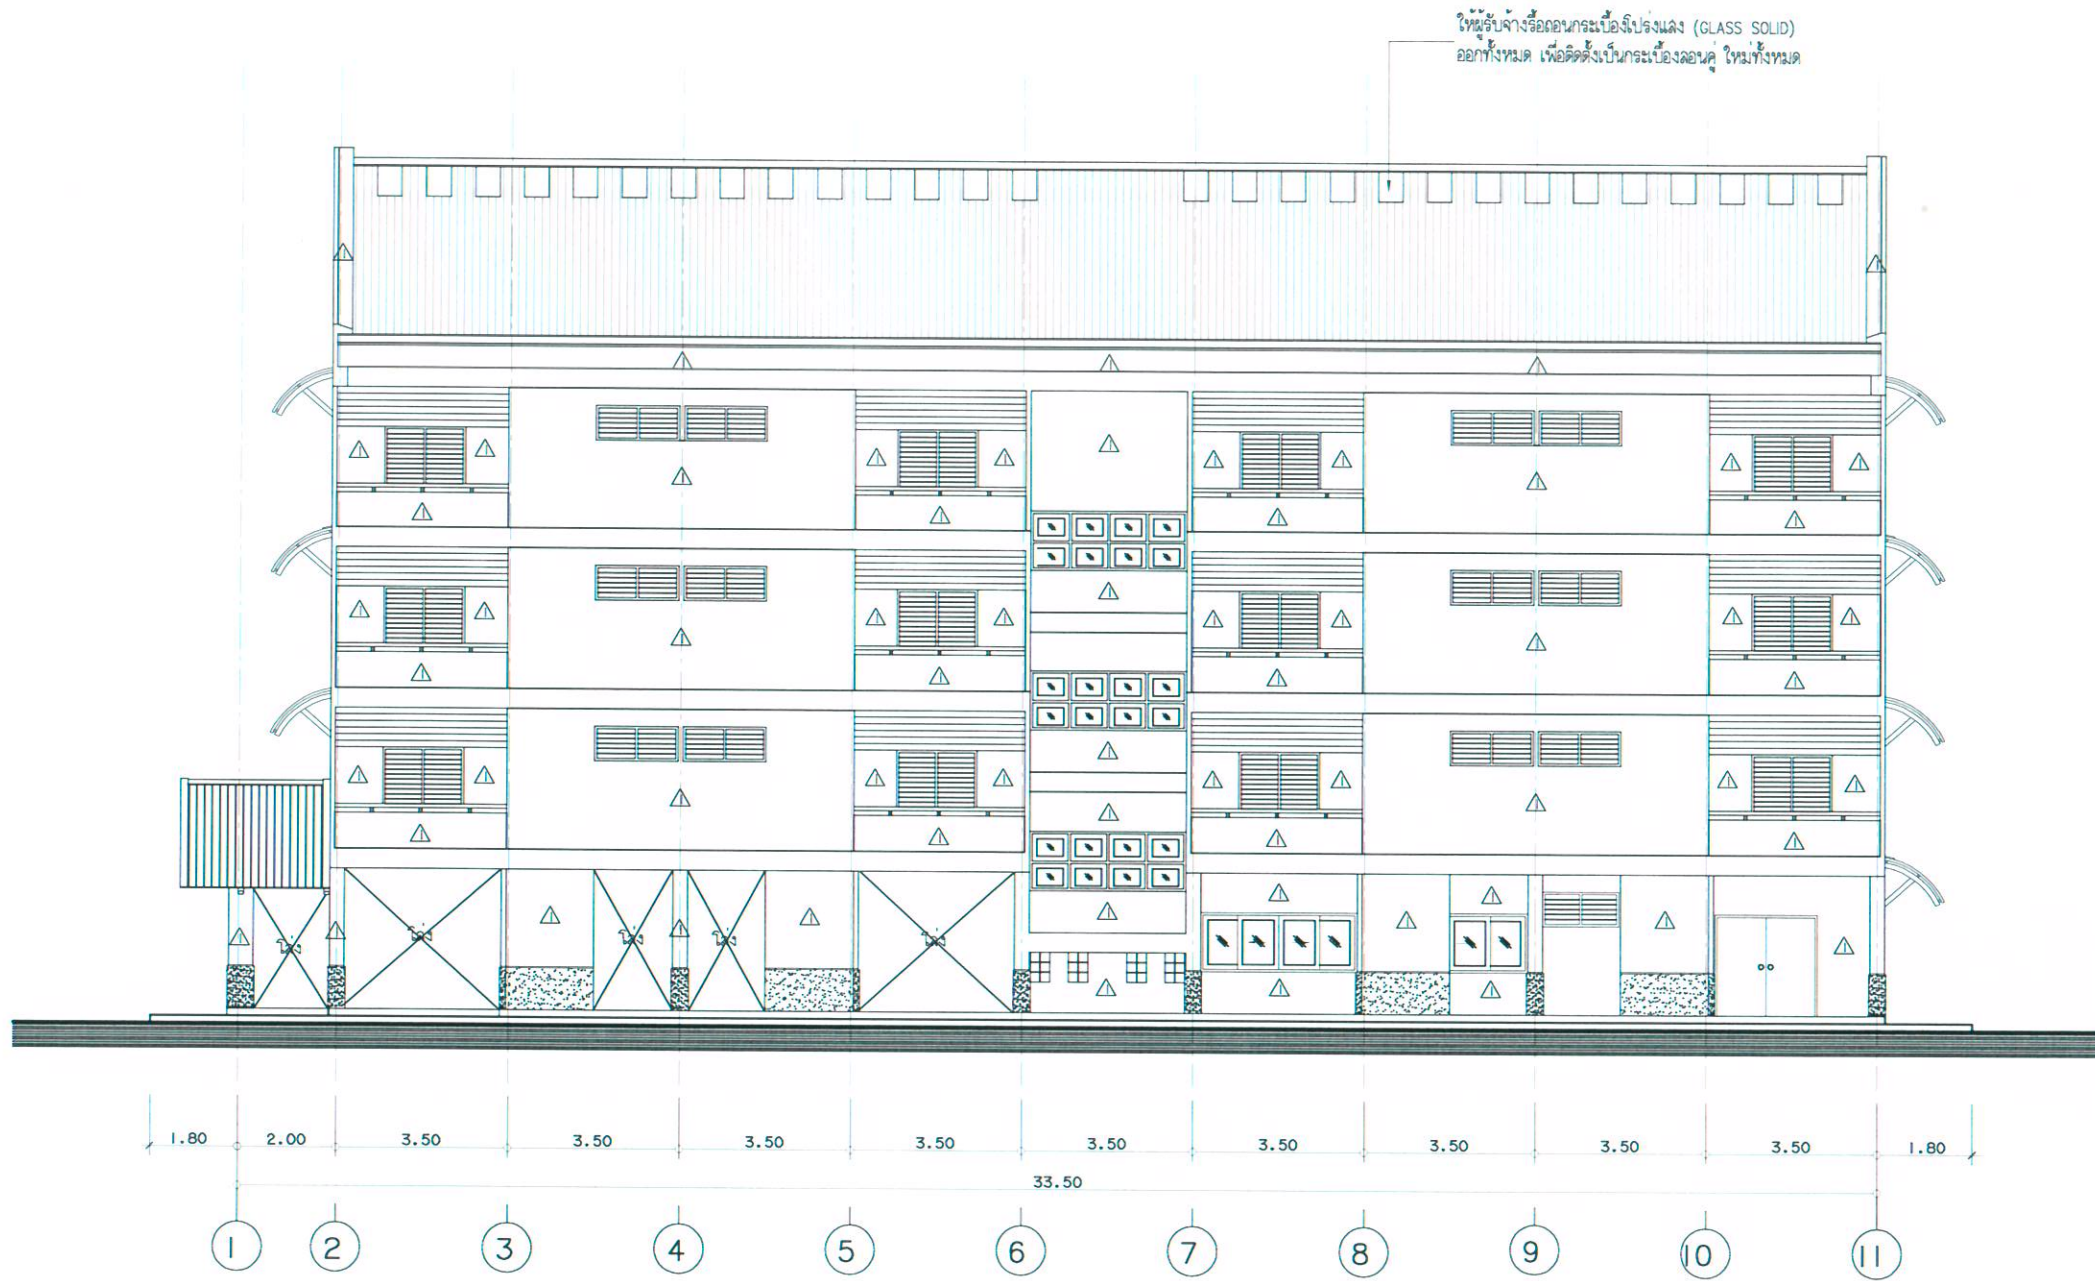 ให้ผู้รับจ้างรื้อถอนกระเบื้องโปร่งแสง (GLASS SOLID)
ออกทั้งหมด เพื่อติดตั้งเป็นกระเบื้องลอนคู่ ใหม่ทั้งหมด
1.80 2.00 3.50 3.50 3.50 3.50 3.50 3.50 3.50 3.50 3.50 1.80
33.50
1 2 3 4 5 6 7 8 9 10 11